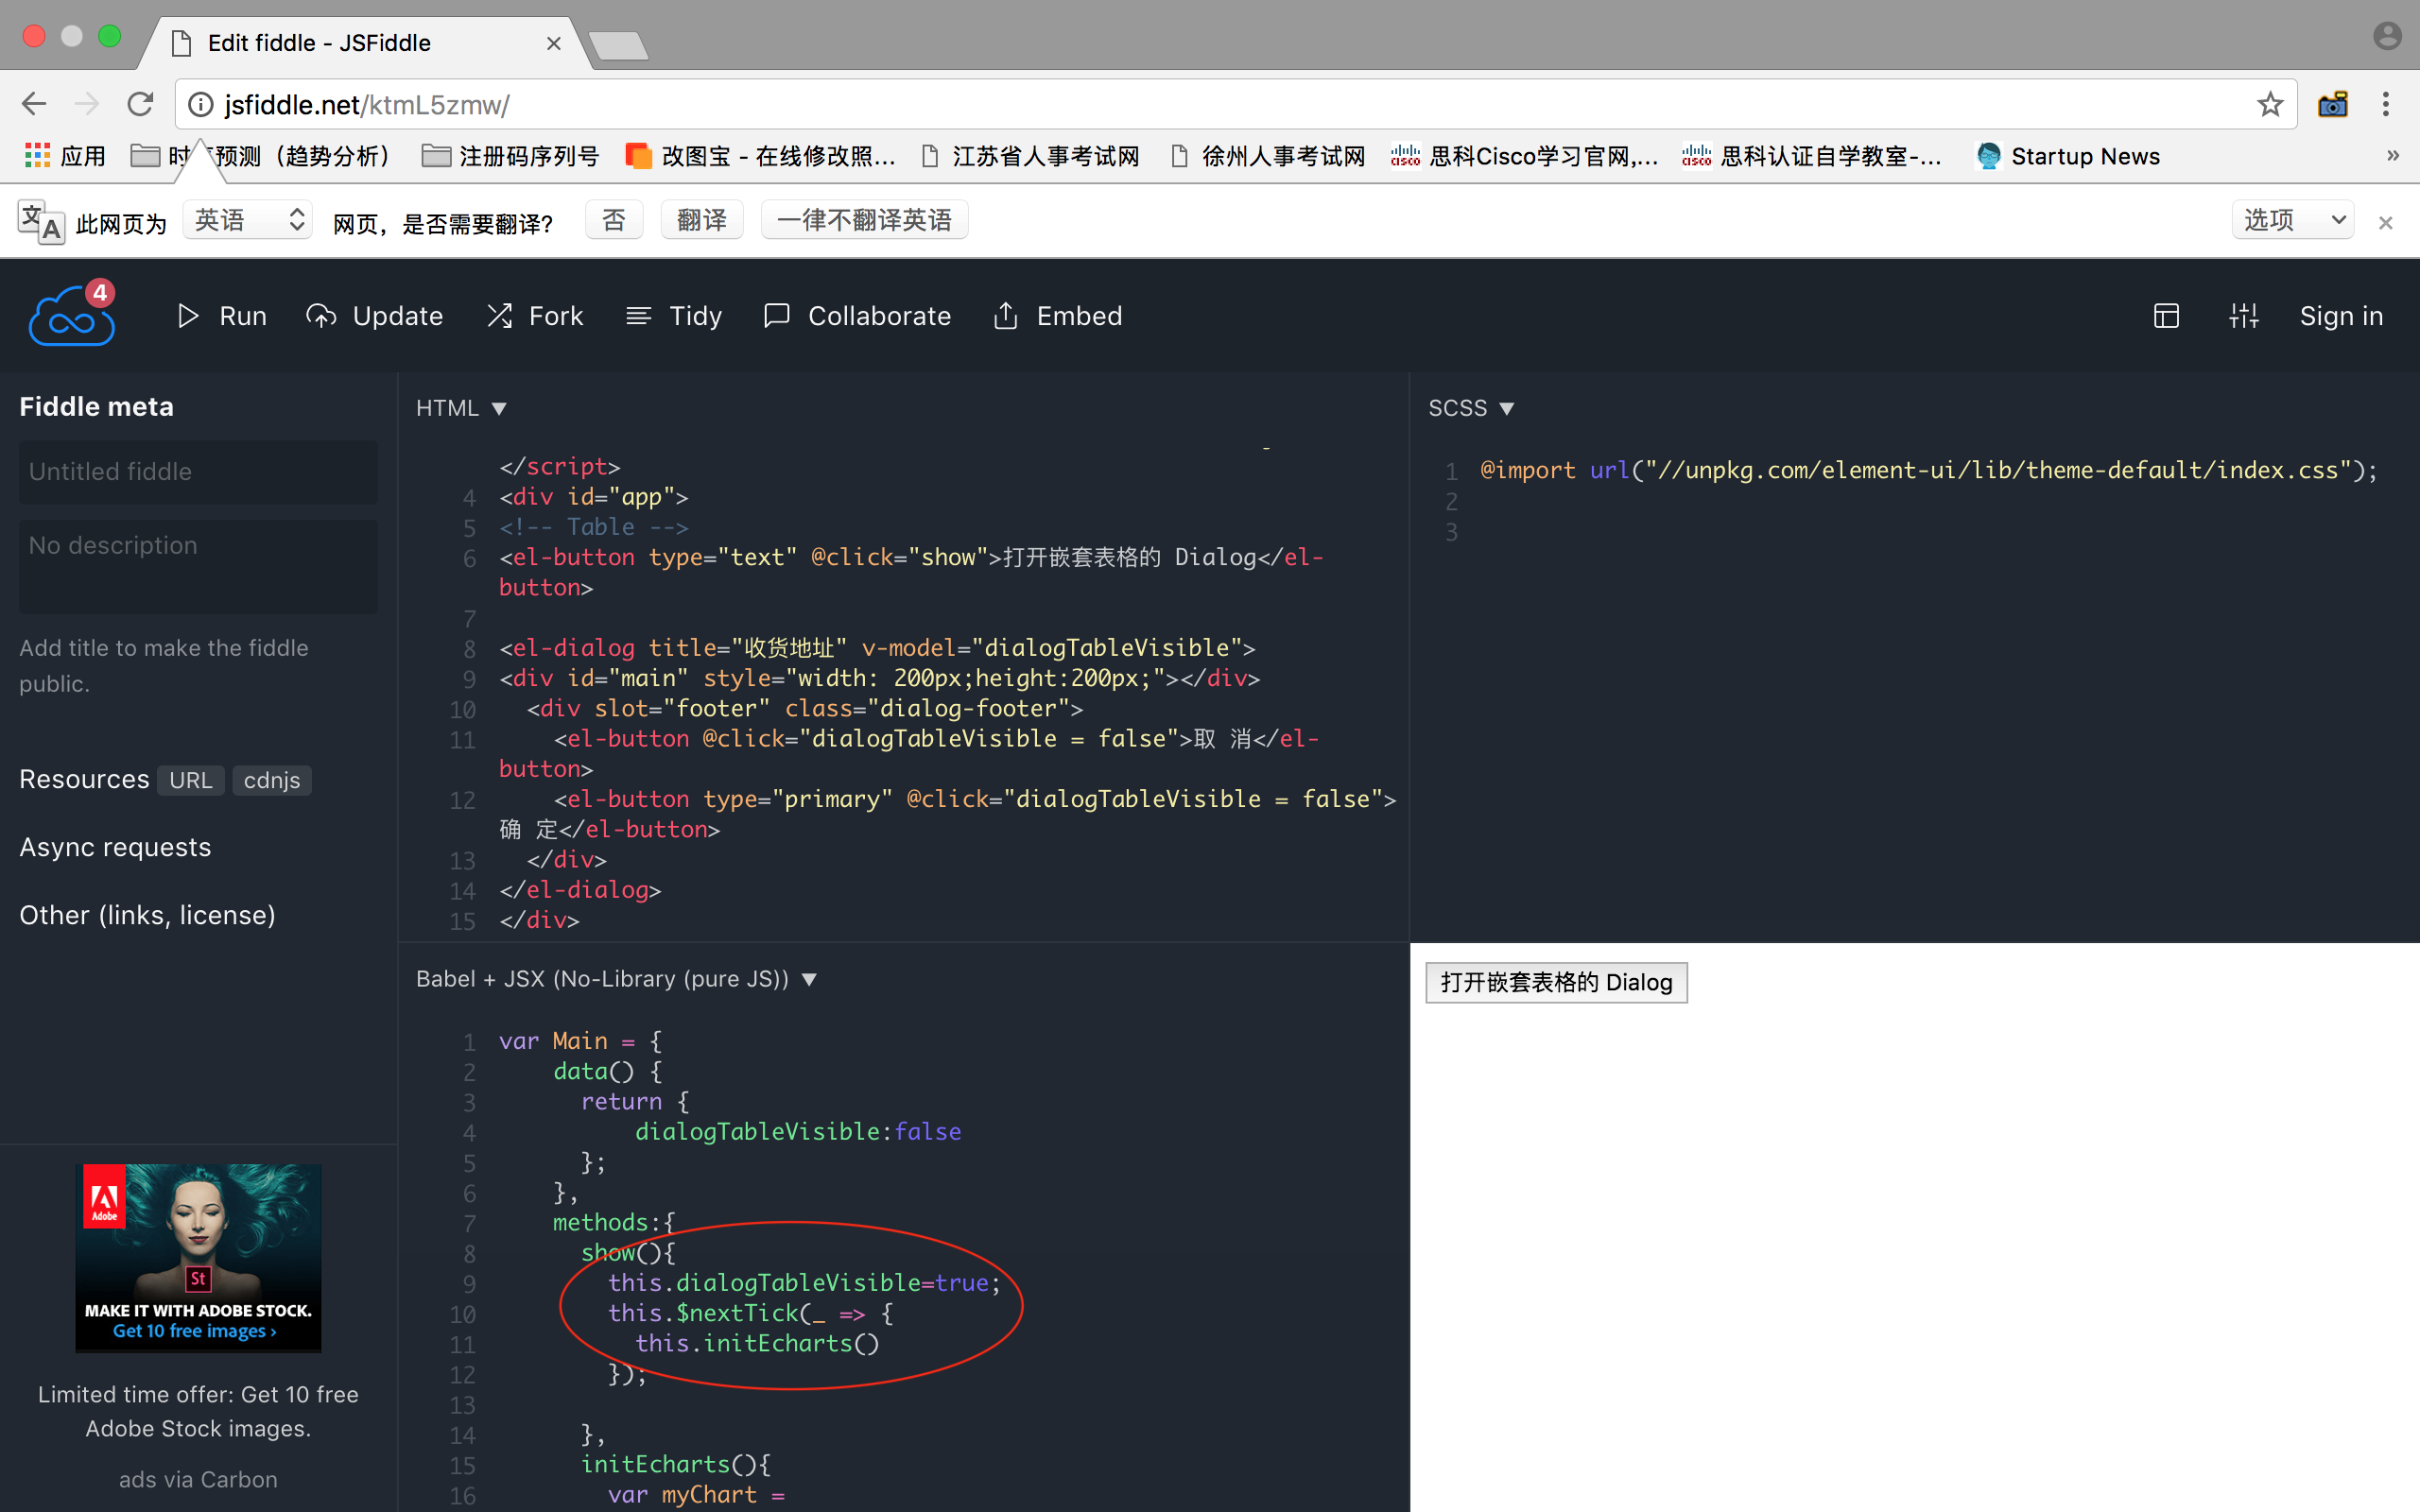 Edit fiddle - JSFiddle
jsfiddle.net/ktmL5zmw/
应用
预测（趋势分析）
注册码序列号
改图宝 - 在线修改照...
江苏省人事考试网
徐州人事考试网
思科Cisco学习官网,...
思科认证自学教室-...
Startup News
»
此网页为 英语 网页，是否需要翻译? 否 翻译 一律不翻译英语 选项
4
Run Update Fork Tidy Collaborate Embed Sign in
Fiddle meta
Untitled fiddle
No description
Add title to make the fiddle
public.
Resources URL cdnjs
Async requests
Other (links, license)
Adobe
St
MAKE IT WITH ADOBE STOCK.
Get 10 free images ›
Limited time offer: Get 10 free
Adobe Stock images.
ads via Carbon
HTML ▼
</script>
4 <div id="app">
5 <!-- Table -->
6 <el-button type="text" @click="show">打开嵌套表格的 Dialog</el-
button>
7
8 <el-dialog title="收货地址" v-model="dialogTableVisible">
9 <div id="main" style="width: 200px;height:200px;"></div>
10 <div slot="footer" class="dialog-footer">
11 <el-button @click="dialogTableVisible = false">取 消</el-
button>
12 <el-button type="primary" @click="dialogTableVisible = false">
确 定</el-button>
13 </div>
14 </el-dialog>
15 </div>
SCSS ▼
1 @import url("//unpkg.com/element-ui/lib/theme-default/index.css");
2
3
Babel + JSX (No-Library (pure JS)) ▼
1 var Main = {
2 data() {
3 return {
4 dialogTableVisible:false
5 };
6 },
7 methods:{
8 show(){
9 this.dialogTableVisible=true;
10 this.$nextTick(_ => {
11 this.initEcharts()
12 });
13
14 },
15 initEcharts(){
16 var myChart =
打开嵌套表格的 Dialog